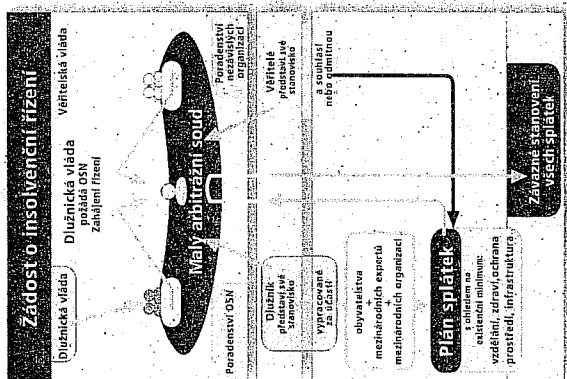 Žádost o insolvenční řízení
Dlužnická vláda
Dlužnická vláda
požádá OSN
Zahájení řízení
Věřitelská vláda
Malý arbitrážní soud
Poradenství OSN
Poradenství
nezávislých
organizací
Dlužník
představí své
stanovisko
Věřitelé
představí své
stanovisko
vypracované
za účasti
obyvatelstva
+
mezinárodních expertů
+
mezinárodních organizací
a souhlasí
nebo odmítnou
Plán splátek
s ohledem na
existenční minimum:
vzdělání, zdraví, ochrana
prostředí, infrastruktura
Závazné stanovení
všech splátek